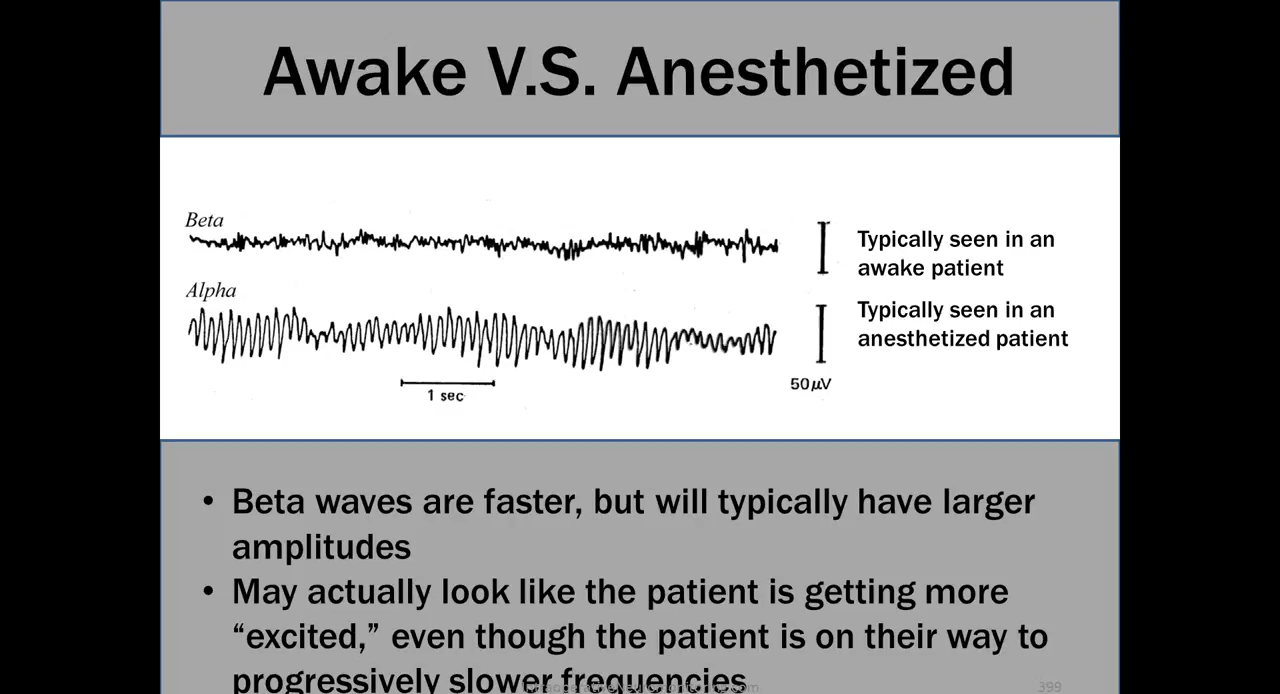 Awake V.S. Anesthetized
Beta
Typically seen in an
awake patient
Alpha
Typically seen in an
anesthetized patient
1 sec
50μV
• Beta waves are faster, but will typically have larger
amplitudes
• May actually look like the patient is getting more
“excited,” even though the patient is on their way to
progressively slower frequencies
399